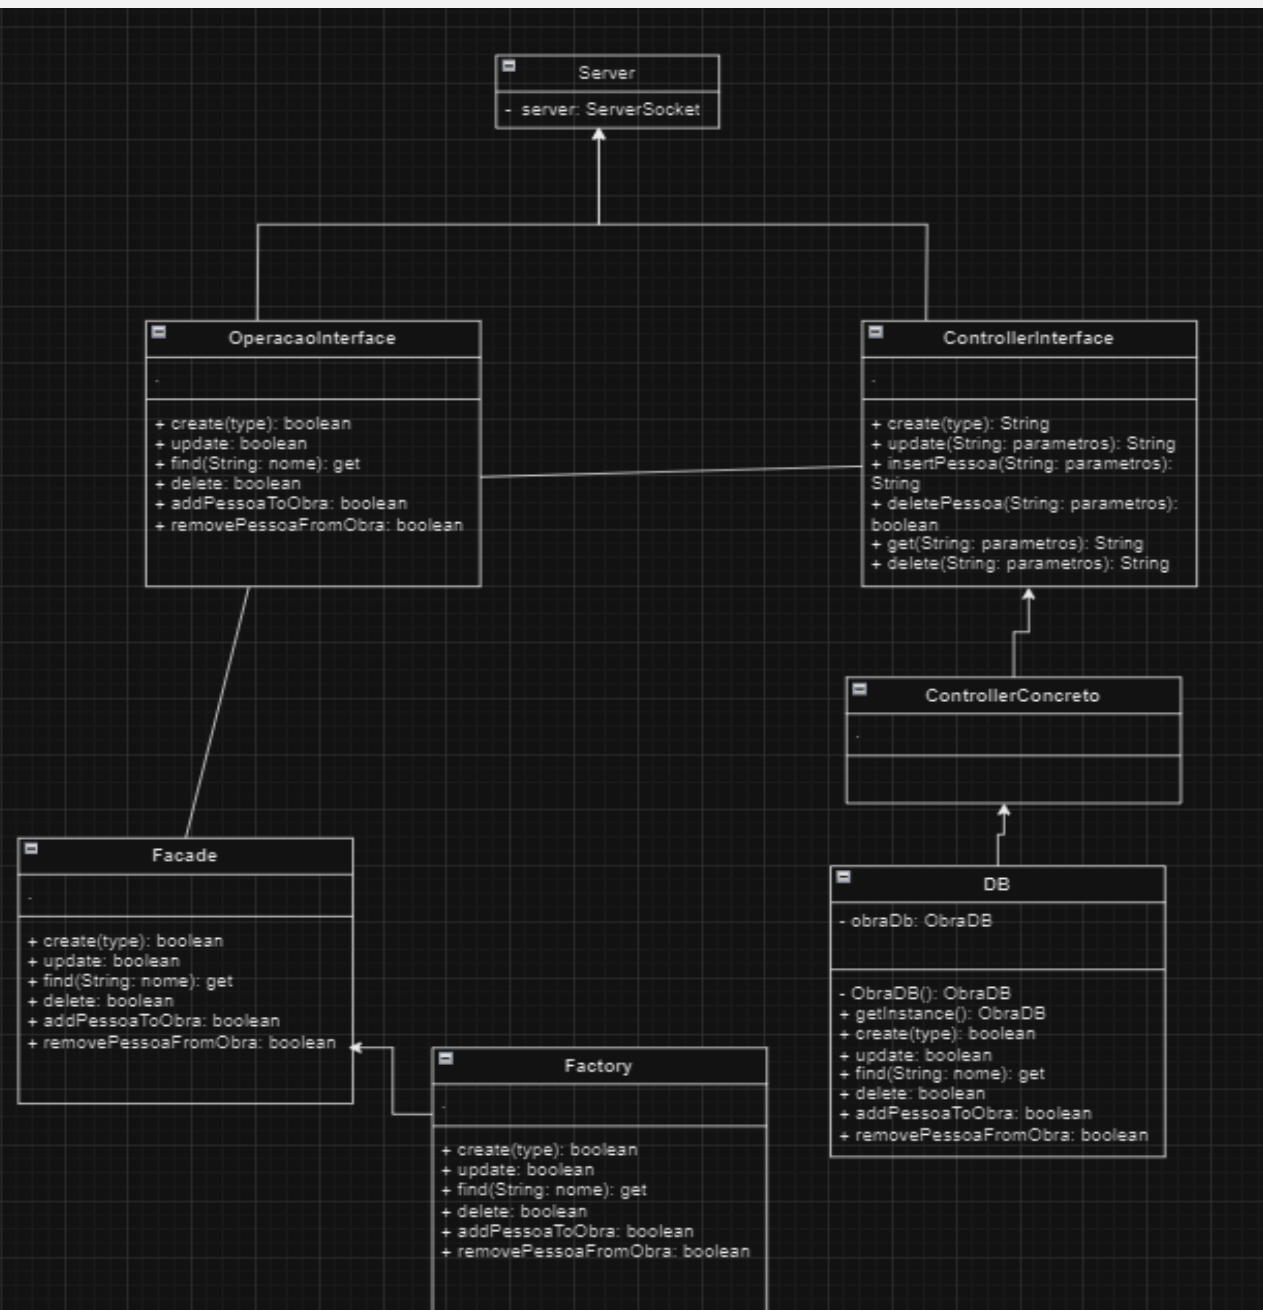 Server
- server: ServerSocket
OperacaoInterface
.
+ create(type): boolean
+ update: boolean
+ find(String: nome): get
+ delete: boolean
+ addPessoaToObra: boolean
+ removePessoaFromObra: boolean
ControllerInterface
.
+ create(type): String
+ update(String: parametros): String
+ insertPessoa(String: parametros):
String
+ deletePessoa(String: parametros):
boolean
+ get(String: parametros): String
+ delete(String: parametros): String
ControllerConcreto
.
Facade
.
+ create(type): boolean
+ update: boolean
+ find(String: nome): get
+ delete: boolean
+ addPessoaToObra: boolean
+ removePessoaFromObra: boolean
DB
- obraDb: ObraDB
- ObraDB(): ObraDB
+ getInstance(): ObraDB
+ create(type): boolean
+ update: boolean
+ find(String: nome): get
+ delete: boolean
+ addPessoaToObra: boolean
+ removePessoaFromObra: boolean
Factory
.
+ create(type): boolean
+ update: boolean
+ find(String: nome): get
+ delete: boolean
+ addPessoaToObra: boolean
+ removePessoaFromObra: boolean